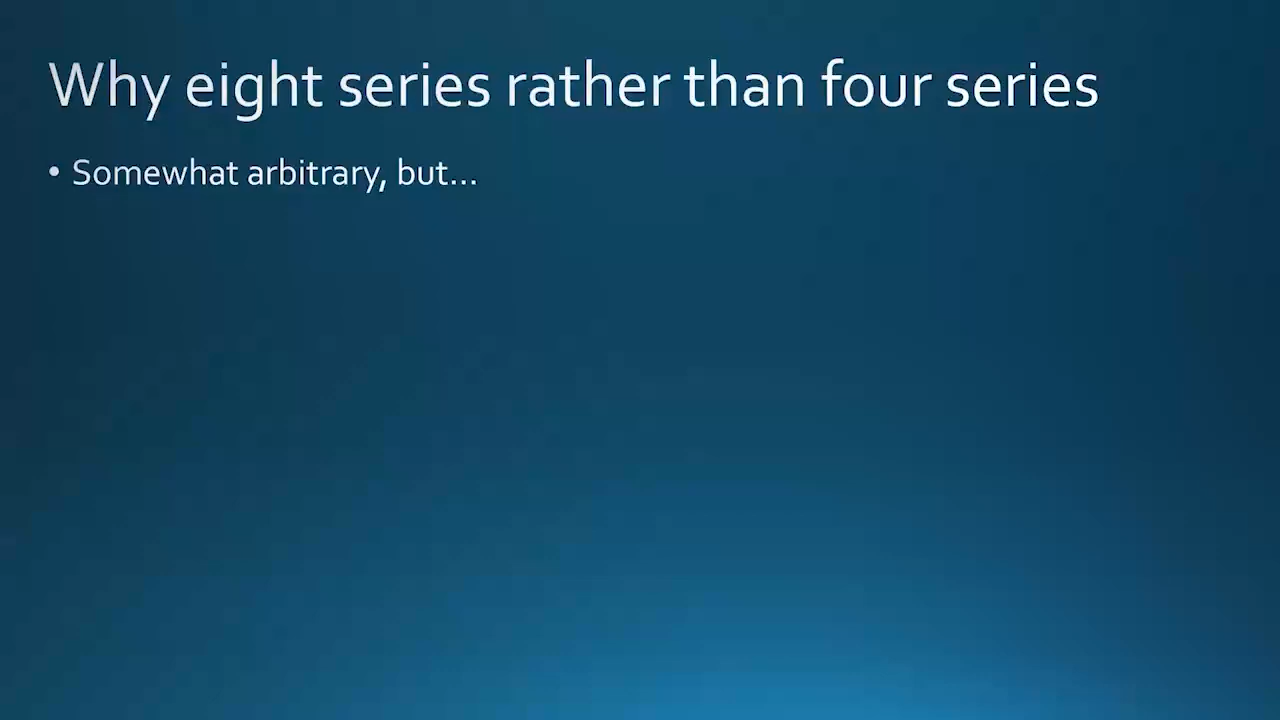 Why eight series rather than four series
• Somewhat arbitrary, but...